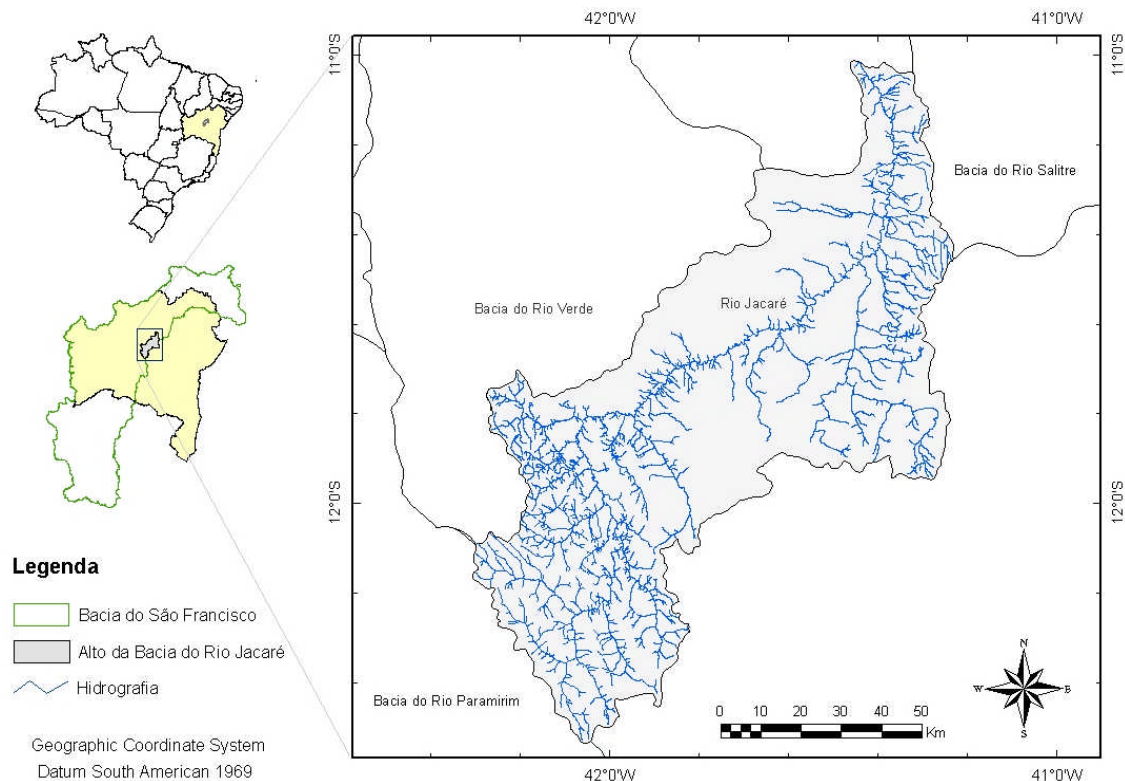 42°0'W
41°0'W
11°0'S
11°0'S
Bacia do Rio Salitre
Bacia do Rio Verde
Rio Jacaré
12°0'S
12°0'S
Legenda
Bacia do São Francisco
Alto da Bacia do Rio Jacaré
Hidrografia
Geographic Coordinate System
Datum South American 1969
Bacia do Rio Paramirim
0 10 20 30 40 50
Km
N
W
E
S
42°0'W
41°0'W